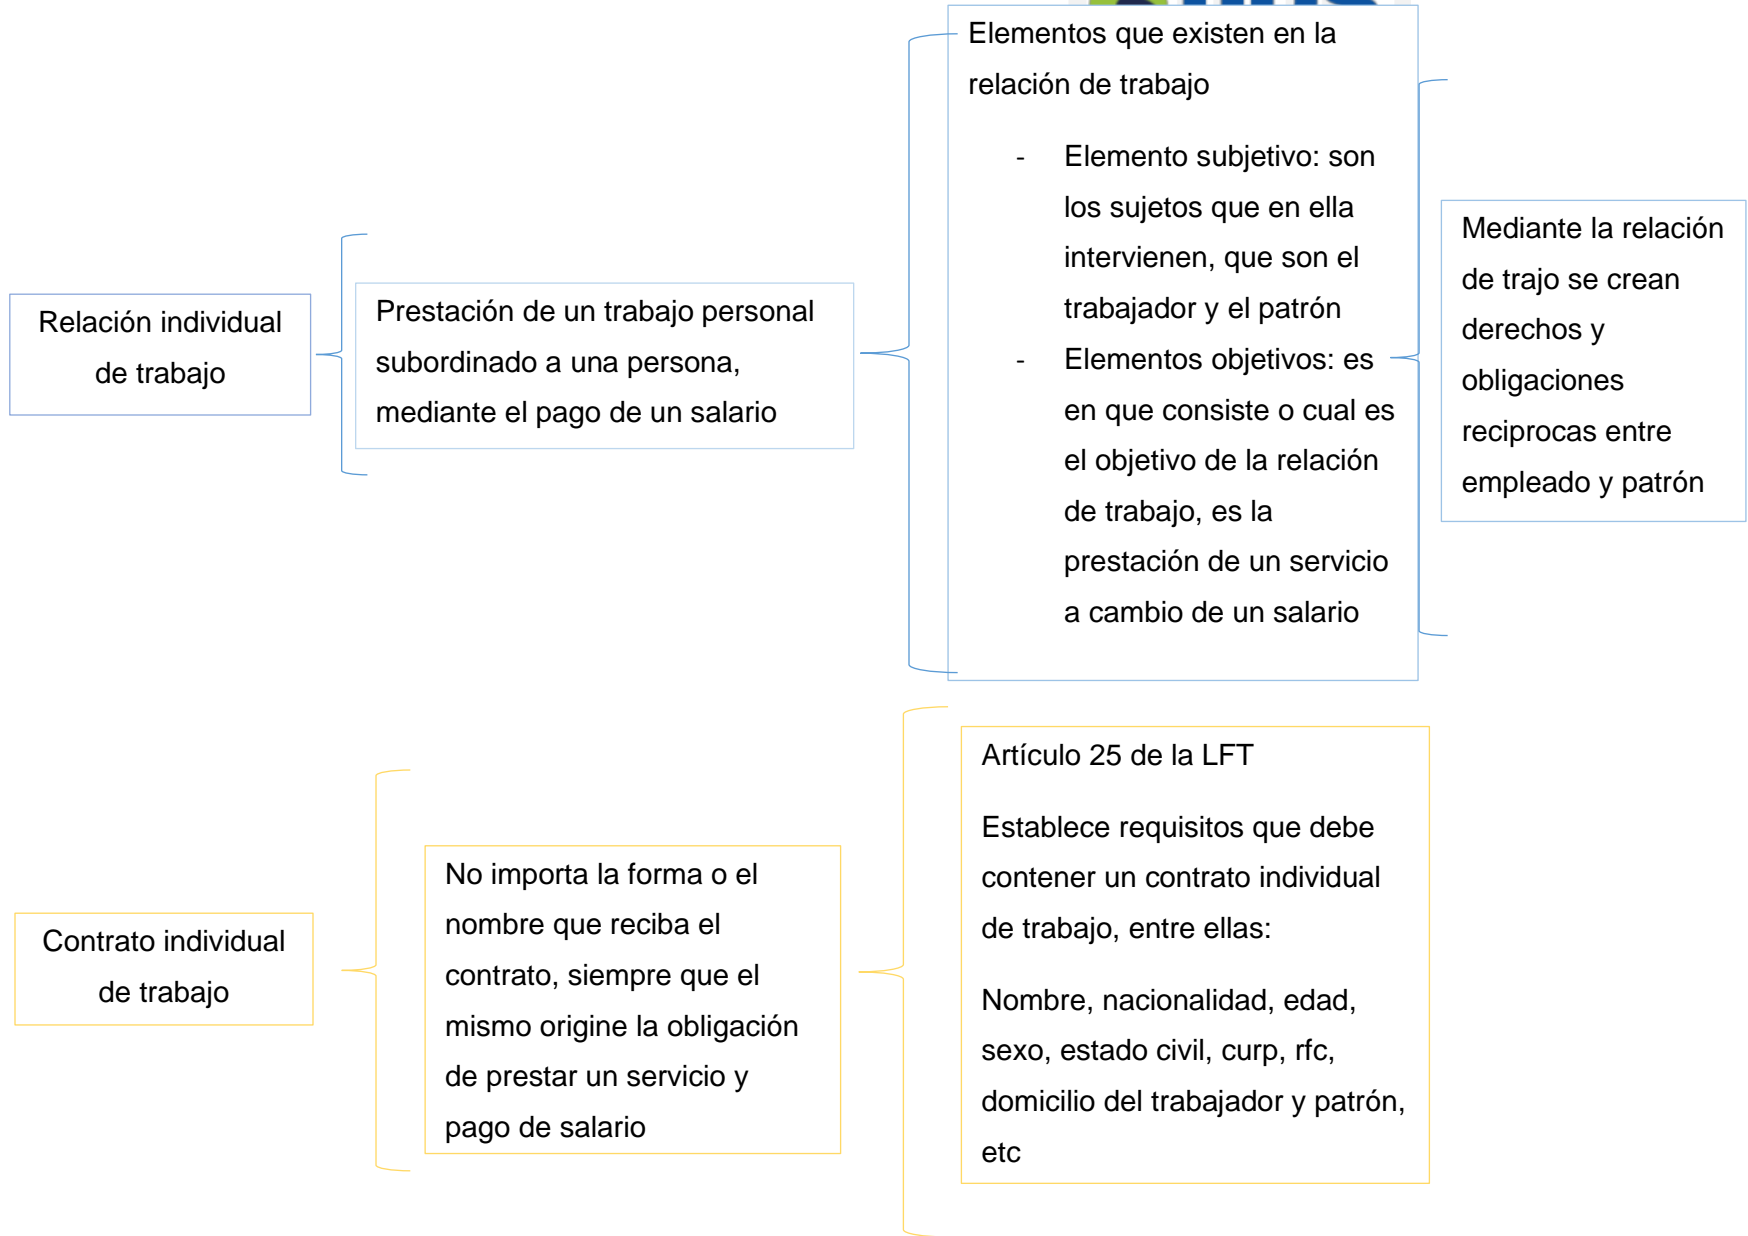 Relación individual
de trabajo
Prestación de un trabajo personal
subordinado a una persona,
mediante el pago de un salario
Elementos que existen en la
relación de trabajo
- Elemento subjetivo: son
los sujetos que en ella
intervienen, que son el
trabajador y el patrón
- Elementos objetivos: es
en que consiste o cual es
el objetivo de la relación
de trabajo, es la
prestación de un servicio
a cambio de un salario
Mediante la relación
de trajo se crean
derechos y
obligaciones
reciprocas entre
empleado y patrón
Contrato individual
de trabajo
No importa la forma o el
nombre que reciba el
contrato, siempre que el
mismo origine la obligación
de prestar un servicio y
pago de salario
Artículo 25 de la LFT
Establece requisitos que debe
contener un contrato individual
de trabajo, entre ellas:
Nombre, nacionalidad, edad,
sexo, estado civil, curp, rfc,
domicilio del trabajador y patrón,
etc